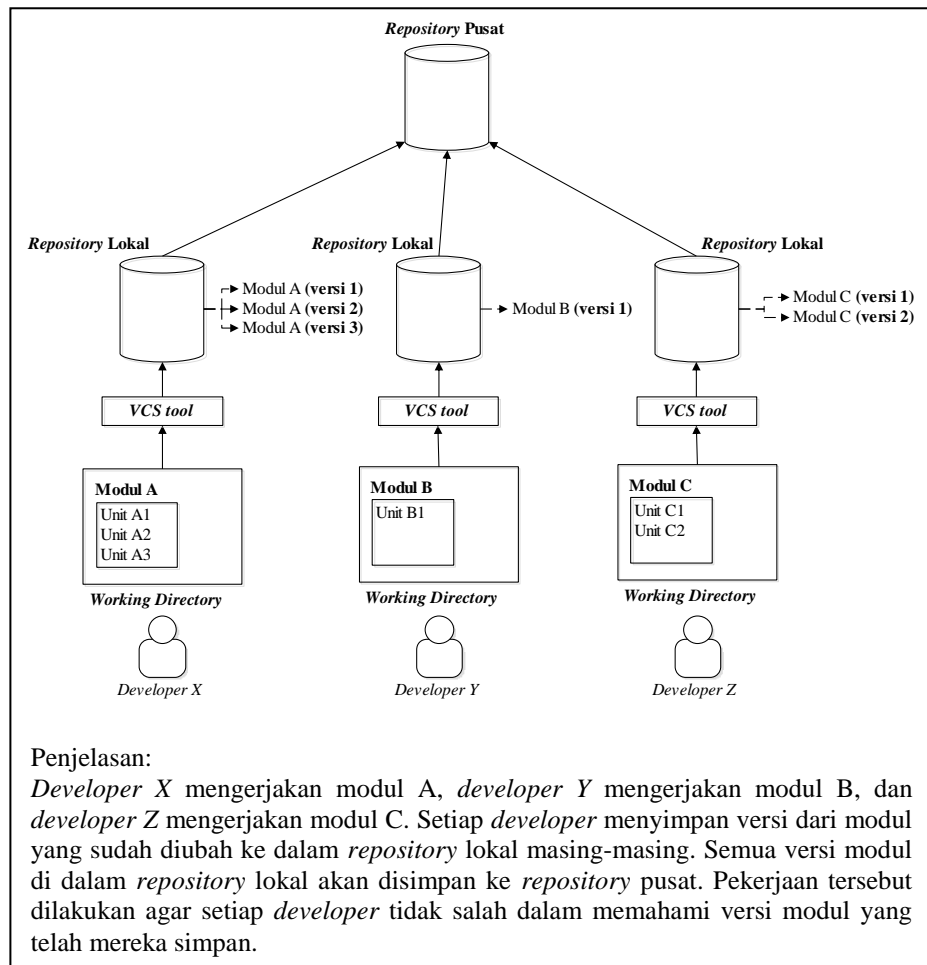 Repository Pusat
Repository Lokal
Repository Lokal
Repository Lokal
Modul A (versi 1)
Modul A (versi 2)
Modul A (versi 3)
Modul B (versi 1)
Modul C (versi 1)
Modul C (versi 2)
VCS tool
VCS tool
VCS tool
Modul A
Unit A1
Unit A2
Unit A3
Modul B
Unit B1
Modul C
Unit C1
Unit C2
Working Directory
Working Directory
Working Directory
Developer X
Developer Y
Developer Z
Penjelasan:
Developer X mengerjakan modul A, developer Y mengerjakan modul B, dan
developer Z mengerjakan modul C. Setiap developer menyimpan versi dari modul
yang sudah diubah ke dalam repository lokal masing-masing. Semua versi modul
di dalam repository lokal akan disimpan ke repository pusat. Pekerjaan tersebut
dilakukan agar setiap developer tidak salah dalam memahami versi modul yang
telah mereka simpan.